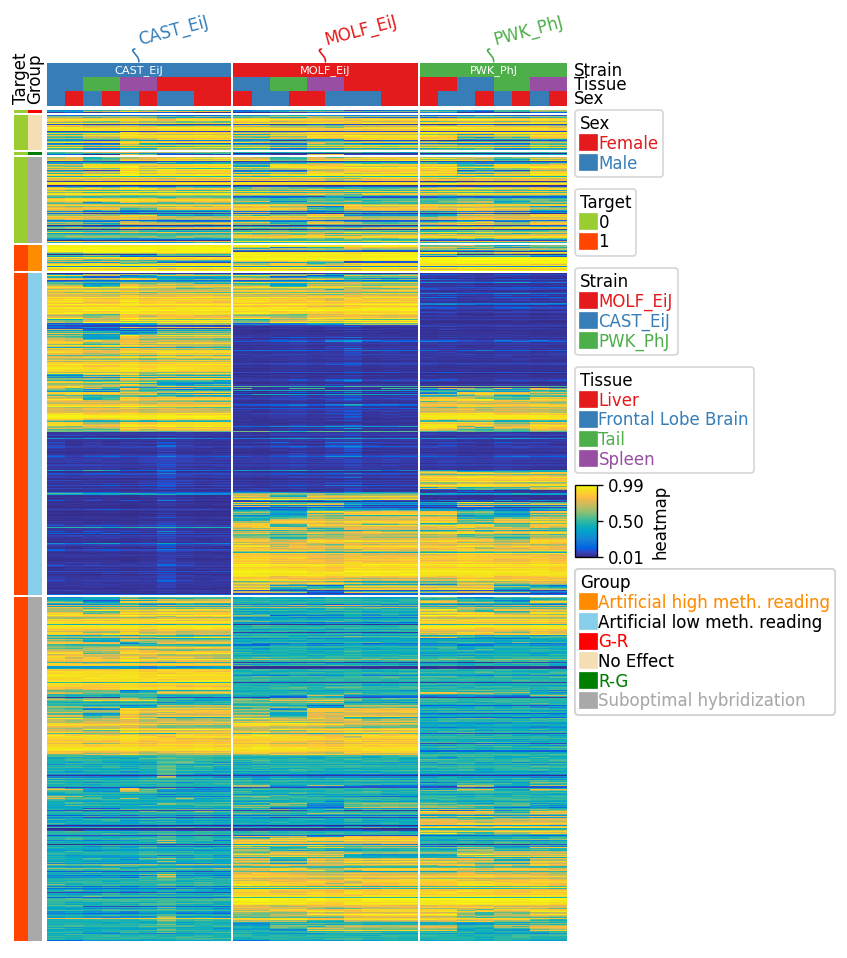 CAST_EiJ
MOLF_EiJ
PWK_PhJ
Target
Group
CAST_EiJ
MOLF_EiJ
PWK_PhJ
Strain
Tissue
Sex
Sex
Female
Male
Target
0
1
Strain
MOLF_EiJ
CAST_EiJ
PWK_PhJ
Tissue
Liver
Frontal Lobe Brain
Tail
Spleen
0.99
0.50
0.01
heatmap
Group
Artificial high meth. reading
Artificial low meth. reading
G-R
No Effect
R-G
Suboptimal hybridization